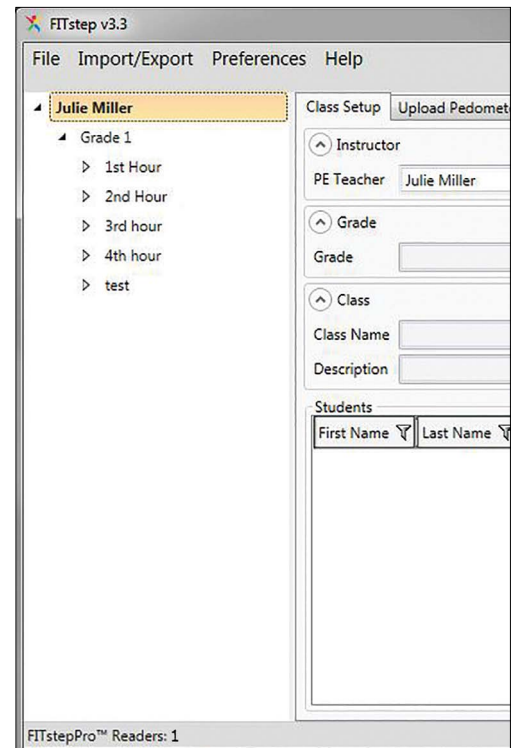 FITstep v3.3
File Import/Export Preferences Help
Julie Miller
Grade 1
1st Hour
2nd Hour
3rd hour
4th hour
test
Class Setup Upload Pedomet
Instructor
PE Teacher Julie Miller
Grade
Grade
Class
Class Name
Description
Students
First Name Last Name
FITstepPro™ Readers: 1